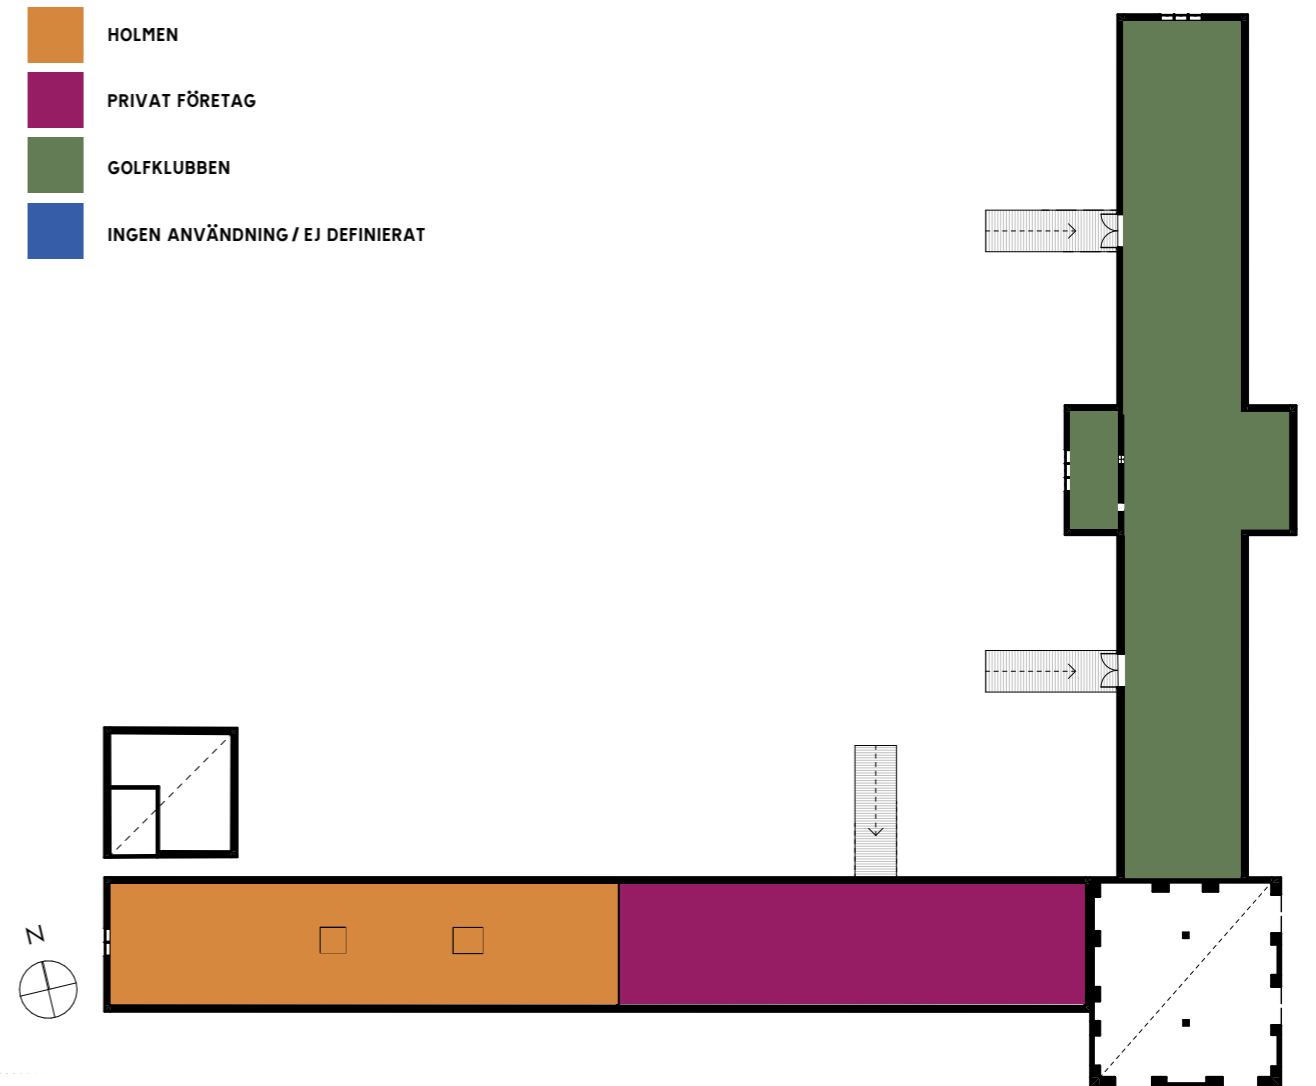 HOLMEN
PRIVAT FÖRETAG
GOLFKLUBBEN
INGEN ANVÄNDNING / EJ DEFINIERAT
N